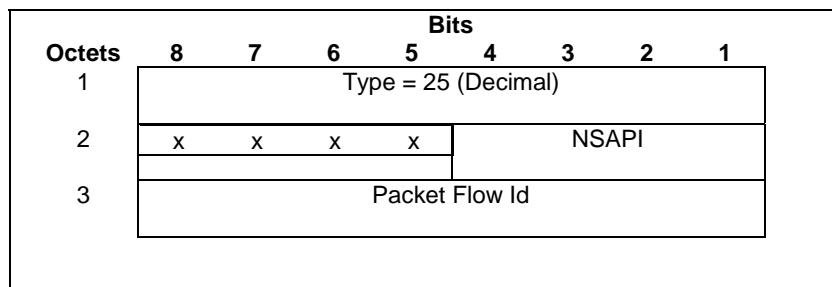 Bits
Octets 8 7 6 5 4 3 2 1
1 Type = 25 (Decimal)
2 x x x x NSAPI
3 Packet Flow Id